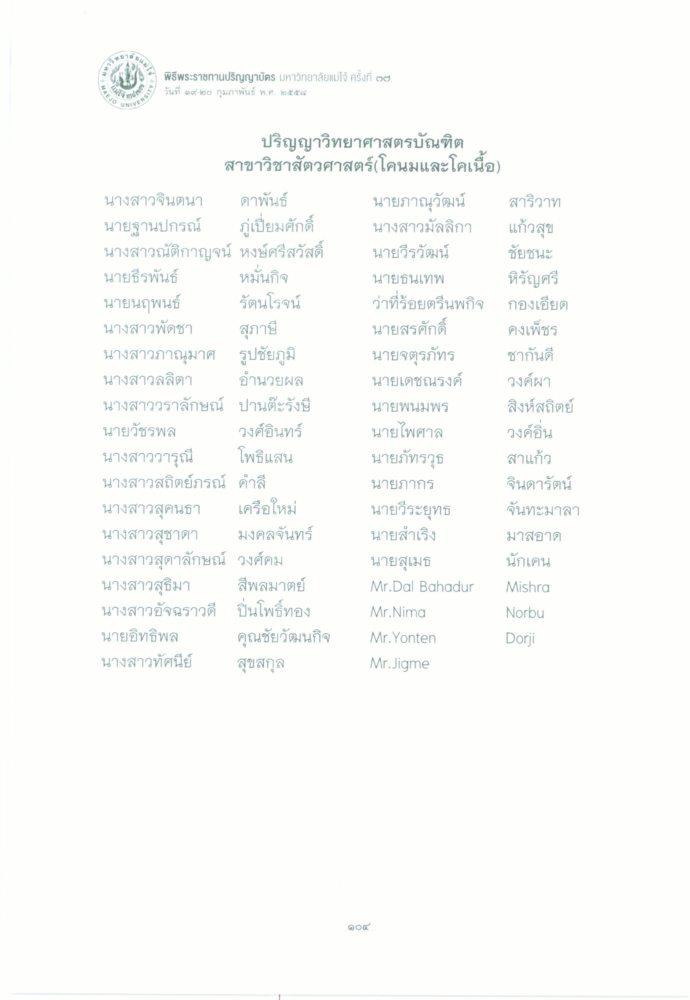 มหาวิทยาลัยแม่โจ้
แม่โจ้ ๒๔๗๗
MAEJO UNIVERSITY
พิธีพระราชทานปริญญาบัตร มหาวิทยาลัยแม่โจ้ ครั้งที่ ๓๗
วันที่ ๑๙-๒๐ กุมภาพันธ์ พ.ศ. ๒๕๕๘
ปริญญาวิทยาศาสตรบัณฑิต
สาขาวิชาสัตวศาสตร์(โคนมและโคเนื้อ)
นางสาวจินตนา ดาพันธ์ นายภาณุวัฒน์ สาริวาท
นายฐานปกรณ์ ภู่เปี่ยมศักดิ์ นางสาวมัลลิกา แก้วสุข
นางสาวณัติกาญจน์ หงษ์ศรีสวัสดิ์ นายวีรวัฒน์ ชัยชนะ
นายธีรพันธ์ หมั่นกิจ นายธนเทพ หิรัญศรี
นายนฤพนธ์ รัตนโรจน์ ว่าที่ร้อยตรีนพกิจ กองเอียด
นางสาวพัดชา สุภาษี นายสรศักดิ์ คงเพ็ชร
นางสาวภาณุมาศ รูปชัยภูมิ นายจตุรภัทร ชากันดี
นางสาวลลิตา อำนวยผล นายเดชณรงค์ วงค์ผา
นางสาววราลักษณ์ ปานต๊ะรังษี นายพนมพร สิงห์สถิตย์
นายวัชรพล วงศ์อินทร์ นายไพศาล วงค์อิ่น
นางสาววารุณี โพธิแสน นายภัทรวุธ สาแก้ว
นางสาวสถิตย์ภรณ์ คำลี นายภากร จินดารัตน์
นางสาวสุคนธา เครือใหม่ นายวีระยุทธ จันทะมาลา
นางสาวสุชาดา มงคลจันทร์ นายสำเริง มาสอาด
นางสาวสุดาลักษณ์ วงศ์คม นายสุเมธ นักเคน
นางสาวสุธิมา สีพลมาตย์ Mr.Dal Bahadur Mishra
นางสาวอัจฉราวดี ปิ่นโพธิ์ทอง Mr.Nima Norbu
นายอิทธิพล คุณชัยวัฒนกิจ Mr.Yonten Dorji
นางสาวทัศนีย์ สุขสกุล Mr.Jigme
๑๐๔